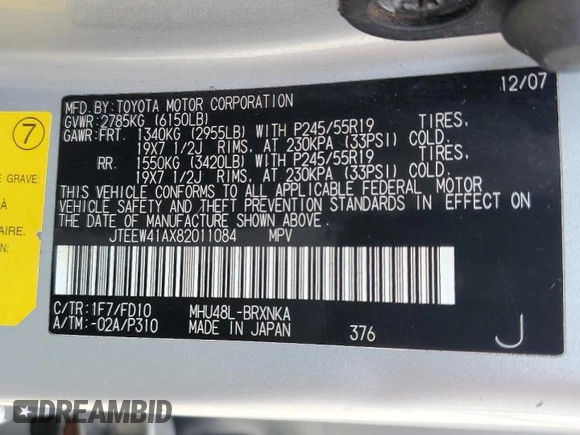 12/07
MFD.BY:TOYOTA MOTOR CORPORATION
GVWR:2785KG (6150LB)
GAWR:FRT. 1340KG (2955LB) WITH P245/55R19 TIRES.
19X7 1/2J RIMS. AT 230KPA (33PSI) COLD.
RR. 1550KG (3420LB) WITH P245/55R19 TIRES.
19X7 1/2J RIMS. AT 230KPA (33PSI) COLD.
THIS VEHICLE CONFORMS TO ALL APPLICABLE FEDERAL MOTOR
VEHICLE SAFETY AND THEFT PREVENTION STANDARDS IN EFFECT ON
THE DATE OF MANUFACTURE SHOWN ABOVE.
JTEEW41AX82011084 MPV
C/TR:1F7/FD10 MHU48L-BRXNKA
A/TM:-02A/P310 MADE IN JAPAN 376 J
7
E GRAVE:
À
AIRE.
DREAMBID